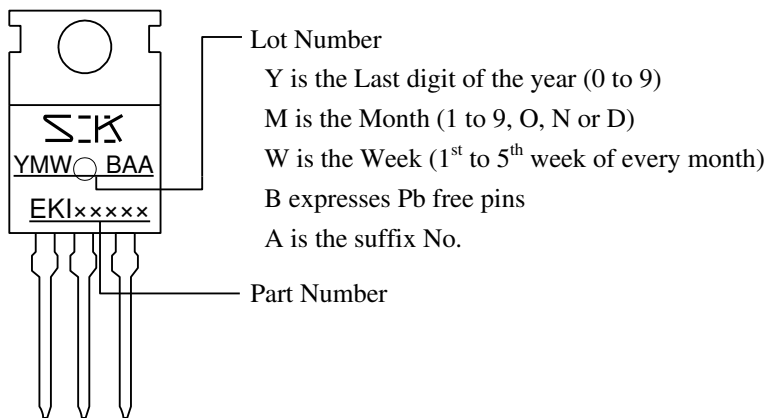 Lot Number
Y is the Last digit of the year (0 to 9)
M is the Month (1 to 9, O, N or D)
W is the Week (1st to 5th week of every month)
B expresses Pb free pins
A is the suffix No.
SK
YMW○ BAA
EKI×××××
Part Number